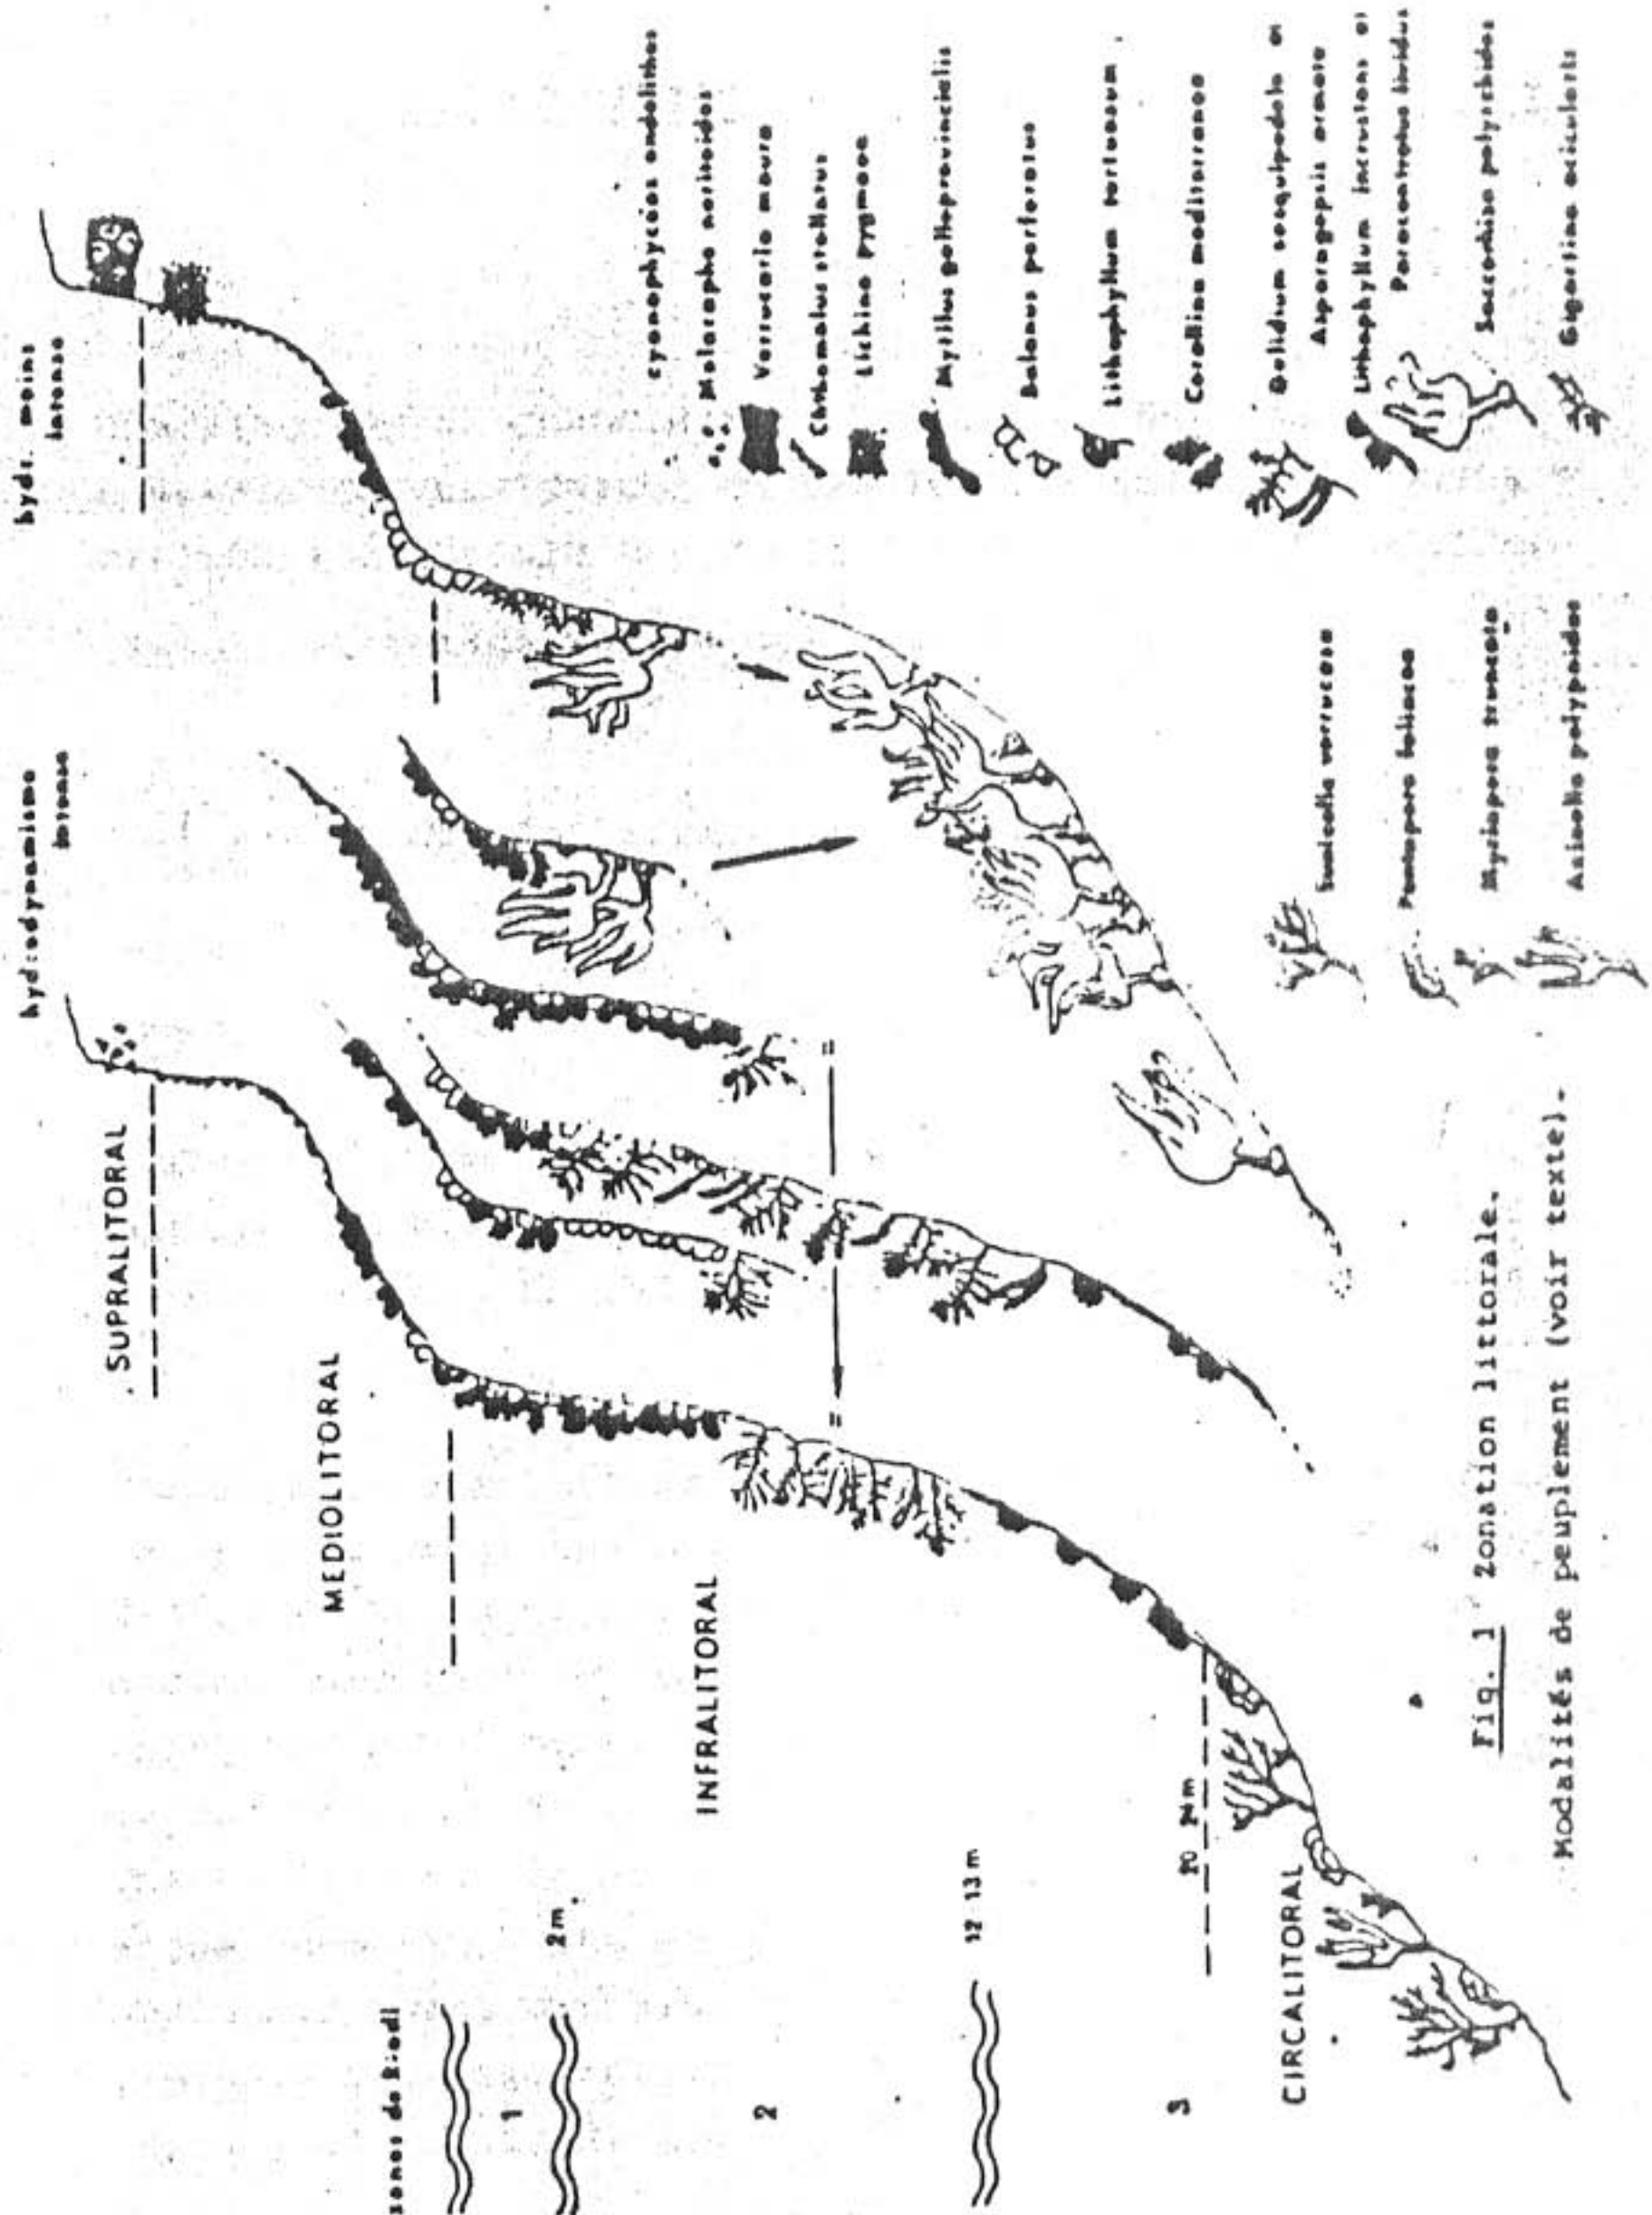 hydrodynamisme
intense
hydr. moins
intense
SUPRALITORAL
MEDIOLITORAL
INFRALITORAL
CIRCALITORAL
zones de Riedl
1
2m
2
12-13 m
3
20 24m
cyanophycées endolithes
Melaraphe neritoides
Verrucaria maura
Chthamalus stellatus
Lichina pygmaea
Mytilus galloprovincialis
Balanus perforatus
Lithophyllum tortuosum
Corallina mediterranea
Gelidium sesquipedale et
Asparagopsis armata
Lithophyllum incrustans et
Paracentrotus lividus
Saccorhiza polyschides
Gigartina acicularis
Eunicella verrucosa
Pentapora foliacea
Myriapora truncata
Axinella polypoides
Fig. 1 Zonation littorale.
Modalités de peuplement (voir texte).